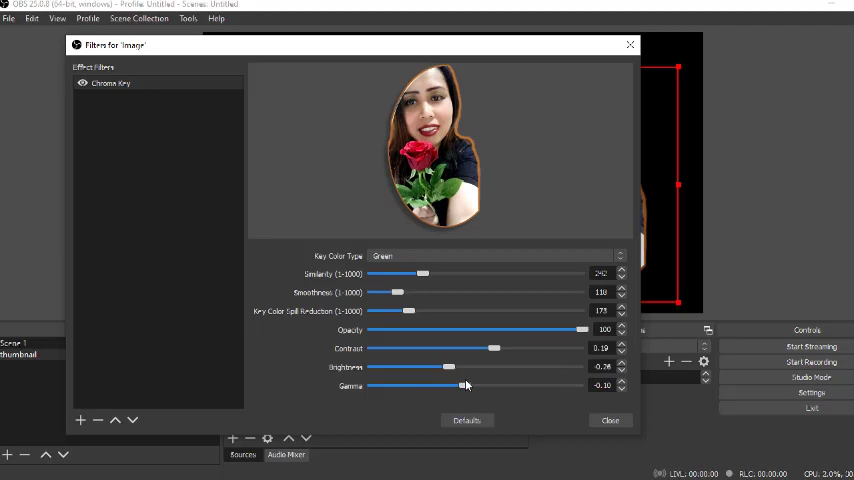 OBS 25.0.8 (64-bit, windows) - Profile: Untitled - Scenes: Untitled
File Edit View Profile Scene Collection Tools Help
Filters for 'Image'
Effect Filters
Chroma Key
Key Color Type Green
Similarity (1-1000) 242
Smoothness (1-1000) 118
Key Color Spill Reduction (1-1000) 173
Opacity 100
Contrast 0.19
Brightness -0.26
Gamma -0.10
Defaults Close
Scene 1
thumbnail
Controls
Start Streaming
Start Recording
Studio Mode
Settings
Exit
Sources Audio Mixer
LIVE: 00:00:00 REC: 00:00:00 CPU: 2.0%, 30.